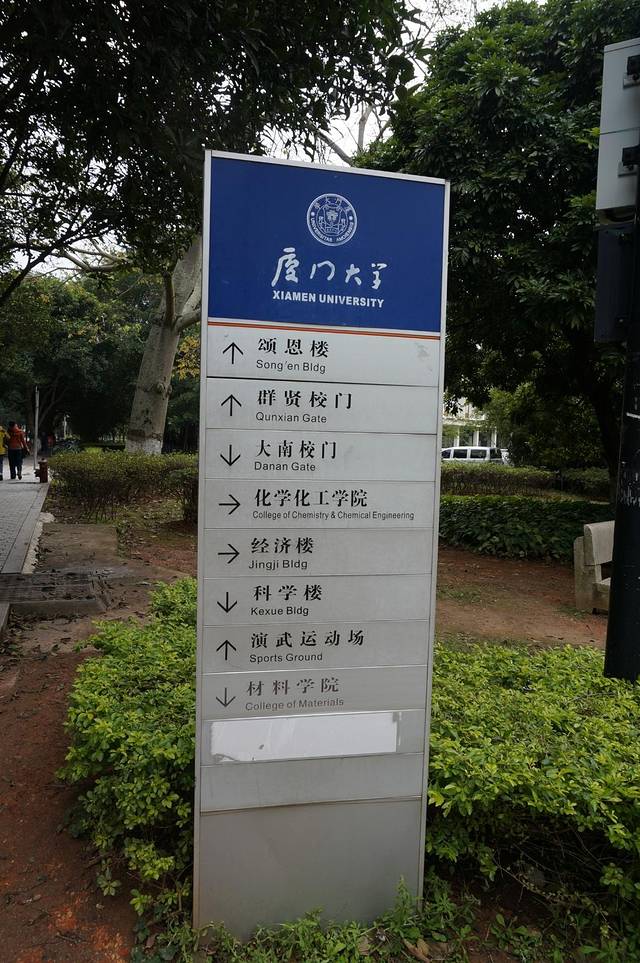 廈门大学
XIAMEN UNIVERSITY
颂恩楼
Song'en Bldg
群贤校门
Qunxian Gate
大南校门
Danan Gate
化学化工学院
College of Chemistry & Chemical Engineering
经济楼
Jingji Bldg
科学楼
Kexue Bldg
演武运动场
Sports Ground
材料学院
College of Materials